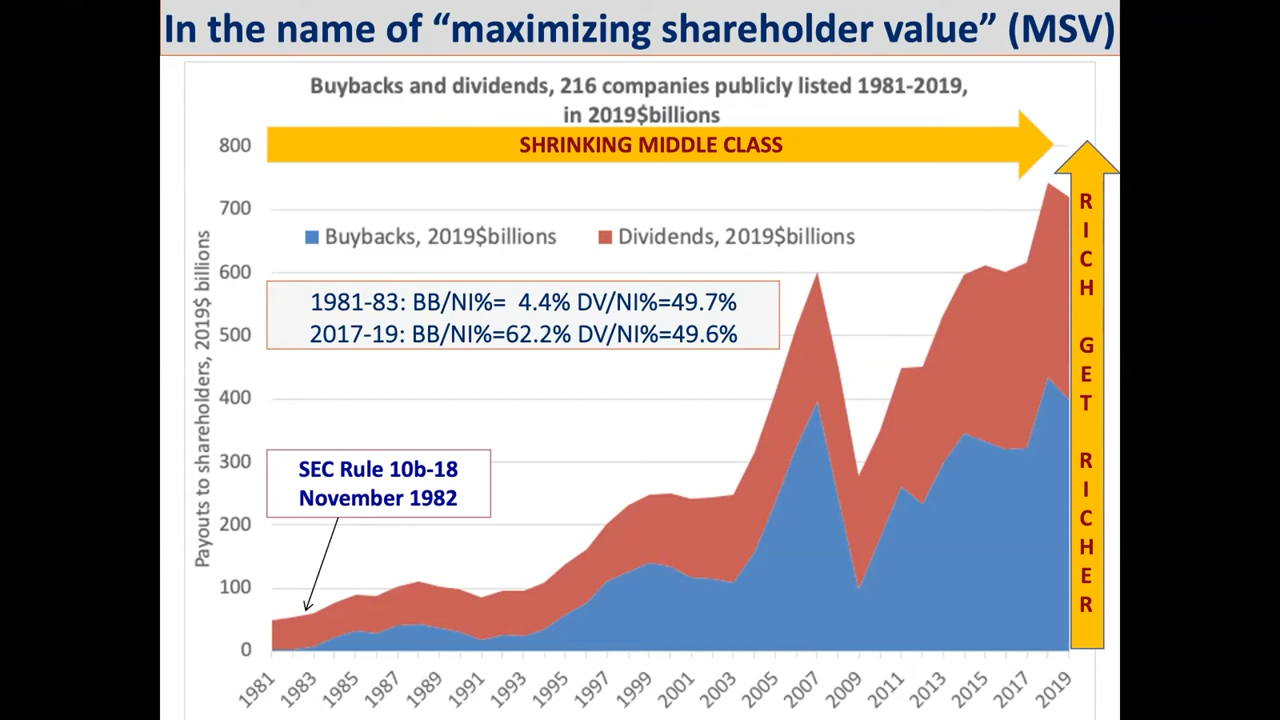 In the name of “maximizing shareholder value” (MSV)
Buybacks and dividends, 216 companies publicly listed 1981-2019,
in 2019$billions
SHRINKING MIDDLE CLASS
RICH GET RICHER
Buybacks, 2019$billions
Dividends, 2019$billions
1981-83: BB/NI%= 4.4% DV/NI%=49.7%
2017-19: BB/NI%=62.2% DV/NI%=49.6%
SEC Rule 10b-18
November 1982
Payouts to shareholders, 2019$ billions
800
700
600
500
400
300
200
100
0
1981
1983
1985
1987
1989
1991
1993
1995
1997
1999
2001
2003
2005
2007
2009
2011
2013
2015
2017
2019